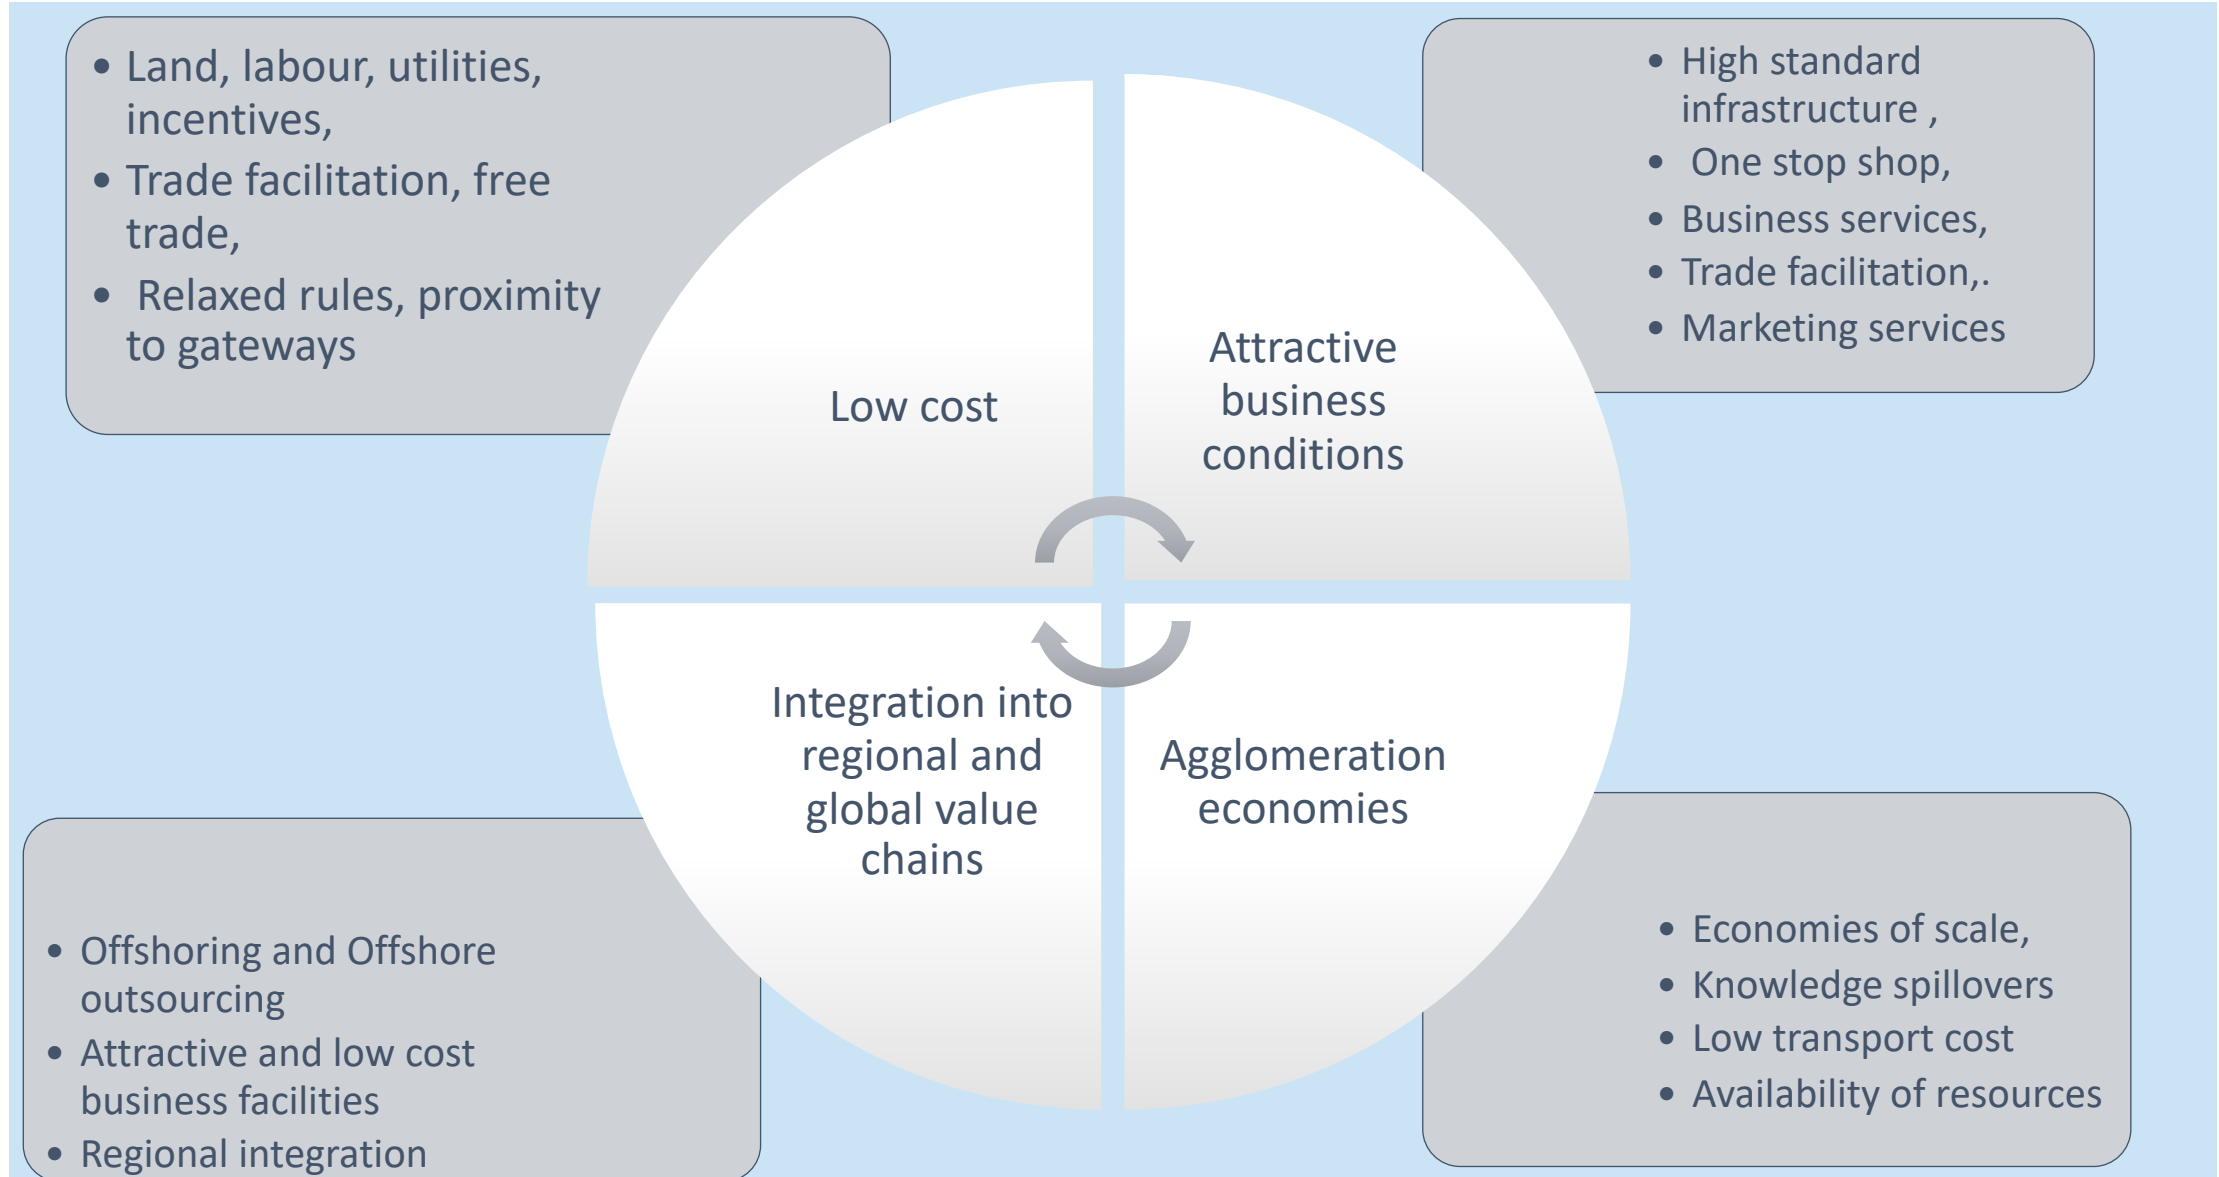 • Land, labour, utilities,
incentives,
• Trade facilitation, free
trade,
• Relaxed rules, proximity
to gateways
• High standard
infrastructure ,
• One stop shop,
• Business services,
• Trade facilitation,.
• Marketing services
Low cost
Attractive
business
conditions
Integration into
regional and
global value
chains
Agglomeration
economies
• Offshoring and Offshore
outsourcing
• Attractive and low cost
business facilities
• Regional integration
• Economies of scale,
• Knowledge spillovers
• Low transport cost
• Availability of resources